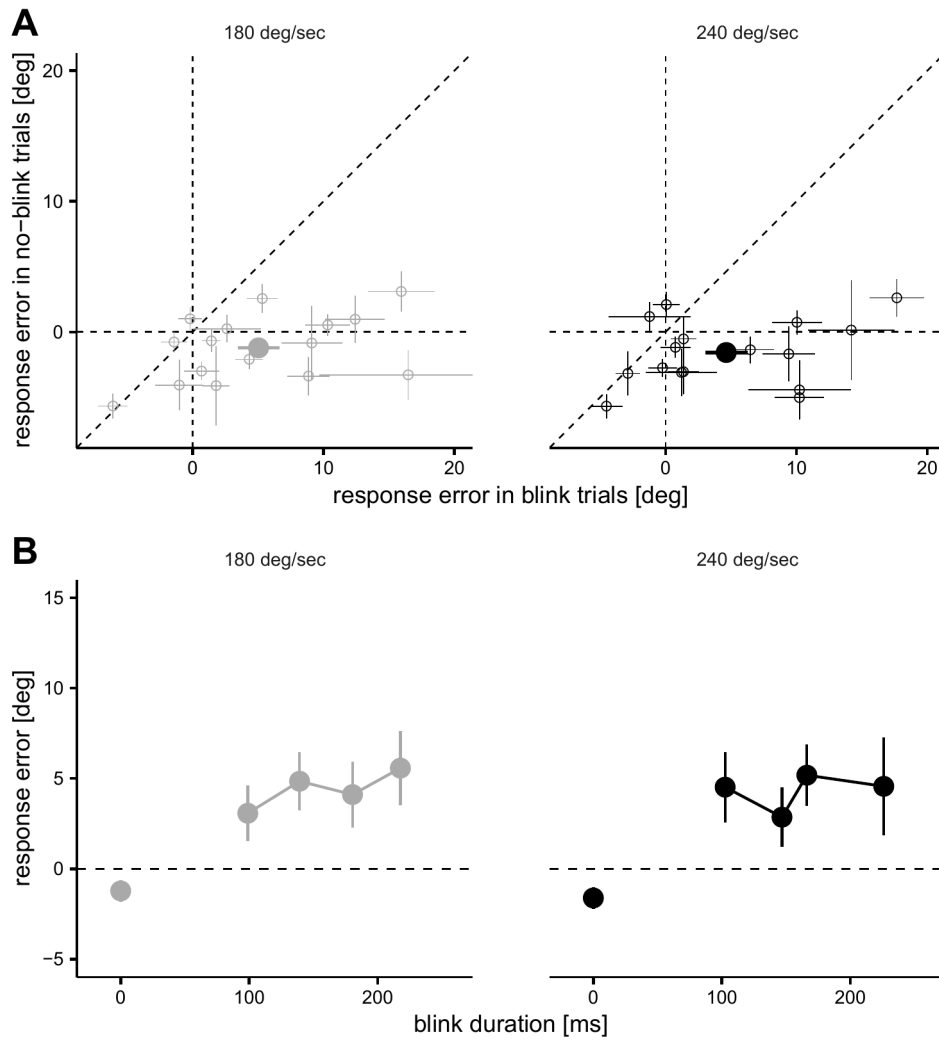 A
180 deg/sec
240 deg/sec
response error in no−blink trials [deg]
20
10
0
0
10
20
0
10
20
response error in blink trials [deg]
B
180 deg/sec
240 deg/sec
response error [deg]
15
10
5
0
−5
0
100
200
0
100
200
blink duration [ms]